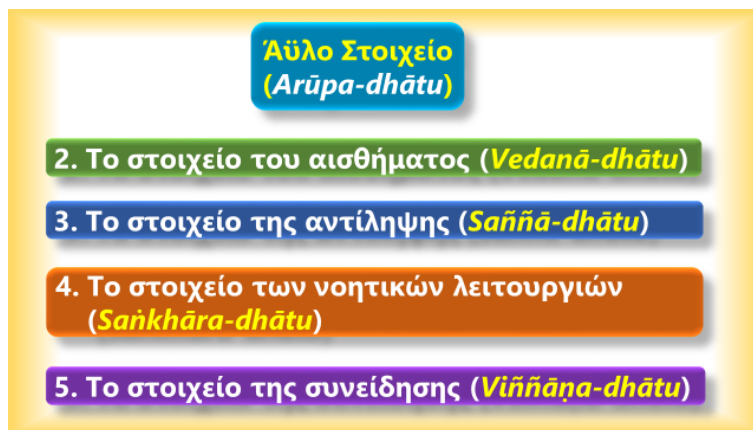 Άϋλο Στοιχείο
(Arūpa-dhātu)
2. Το στοιχείο του αισθήματος (Vedanā-dhātu)
3. Το στοιχείο της αντίληψης (Saññā-dhātu)
4. Το στοιχείο των νοητικών λειτουργιών
(Saṅkhāra-dhātu)
5. Το στοιχείο της συνείδησης (Viññāṇa-dhātu)